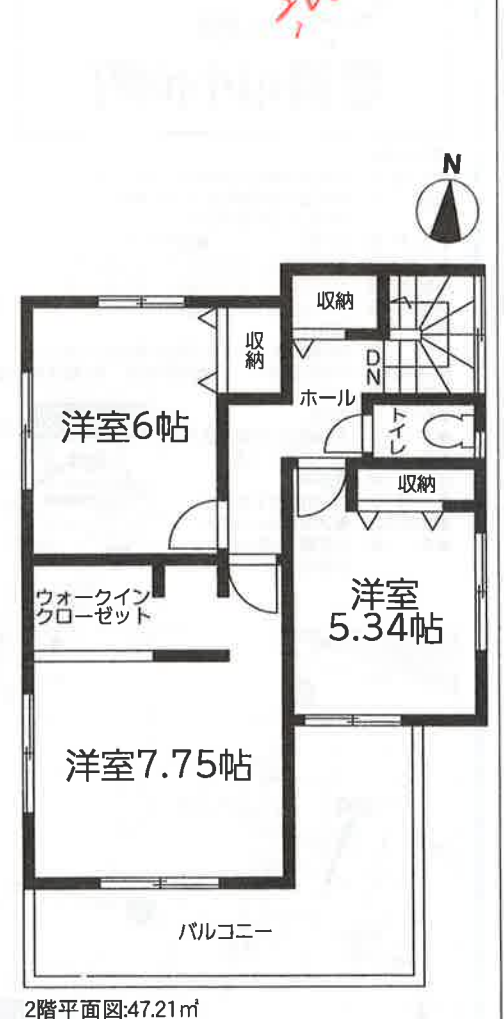 N
収納
収納
DN
ホール
洋室6帖
トイレ
収納
ウォークイン
クローゼット
洋室
5.34帖
洋室7.75帖
バルコニー
2階平面図:47.21㎡